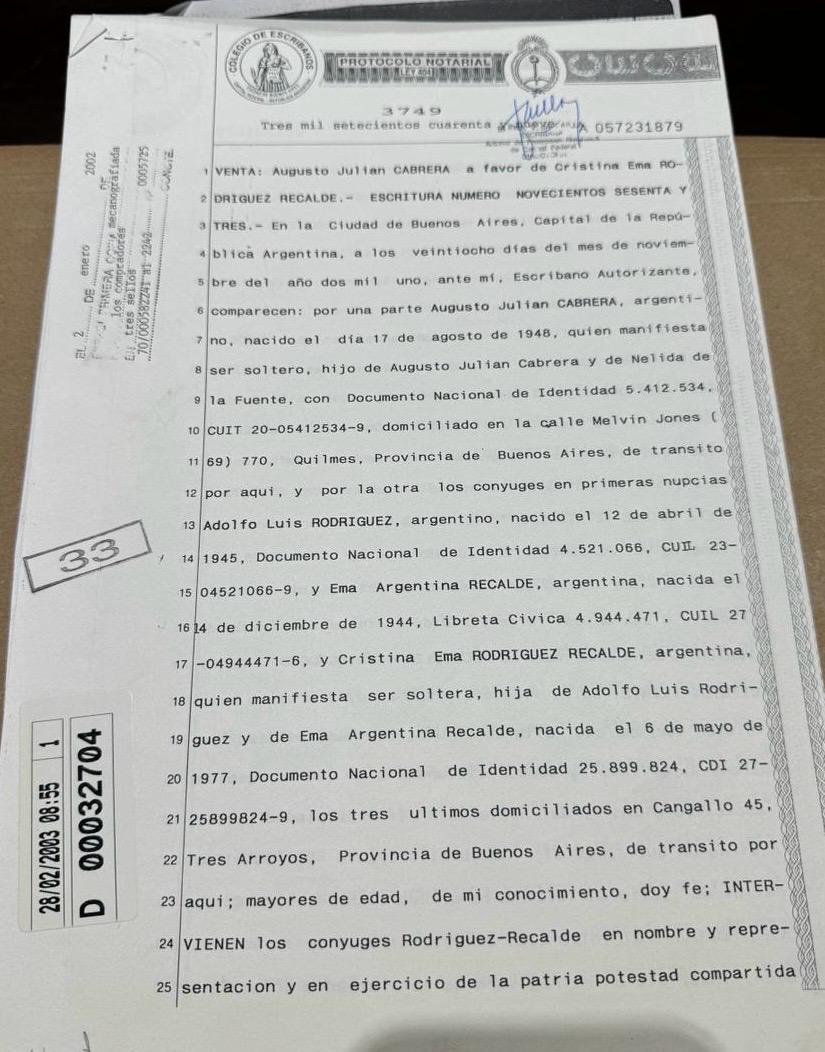 COLEGIO DE ESCRIBANOS
PROTOCOLO NOTARIAL
LEY 404
3749
Tres mil setecientos cuarenta y nueve
A 057231879
1 VENTA: Augusto Julian CABRERA a favor de Cristina Ema RO-
2 DRIGUEZ RECALDE.- ESCRITURA NUMERO NOVECIENTOS SESENTA Y
3 TRES.- En la Ciudad de Buenos Aires, Capital de la Repú-
4 blica Argentina, a los veintiocho días del mes de noviem-
5 bre del año dos mil uno, ante mí, Escribano Autorizante,
6 comparecen: por una parte Augusto Julian CABRERA, argenti-
7 no, nacido el día 17 de agosto de 1948, quien manifiesta
8 ser soltero, hijo de Augusto Julian Cabrera y de Nelida de
9 la Fuente, con Documento Nacional de Identidad 5.412.534,
10 CUIT 20-05412534-9, domiciliado en la calle Melvin Jones (
11 69) 770, Quilmes, Provincia de Buenos Aires, de transito
12 por aqui, y por la otra los conyuges en primeras nupcias
13 Adolfo Luis RODRIGUEZ, argentino, nacido el 12 de abril de
14 1945, Documento Nacional de Identidad 4.521.066, CUIL 23-
15 04521066-9, y Ema Argentina RECALDE, argentina, nacida el
16 14 de diciembre de 1944, Libreta Civica 4.944.471, CUIL 27
17 -04944471-6, y Cristina Ema RODRIGUEZ RECALDE, argentina,
18 quien manifiesta ser soltera, hija de Adolfo Luis Rodri-
19 guez y de Ema Argentina Recalde, nacida el 6 de mayo de
20 1977, Documento Nacional de Identidad 25.899.824, CDI 27-
21 25899824-9, los tres ultimos domiciliados en Cangallo 45,
22 Tres Arroyos, Provincia de Buenos Aires, de transito por
23 aqui; mayores de edad, de mi conocimiento, doy fe; INTER-
24 VIENEN los conyuges Rodriguez-Recalde en nombre y repre-
25 sentacion y en ejercicio de la patria potestad compartida
EL 2 DE enero 2002
PRIMERA COPIA mecanografiada
los compradores
En tres sellos
0005725
33
28/02/2003 08:55 1
D 00032704